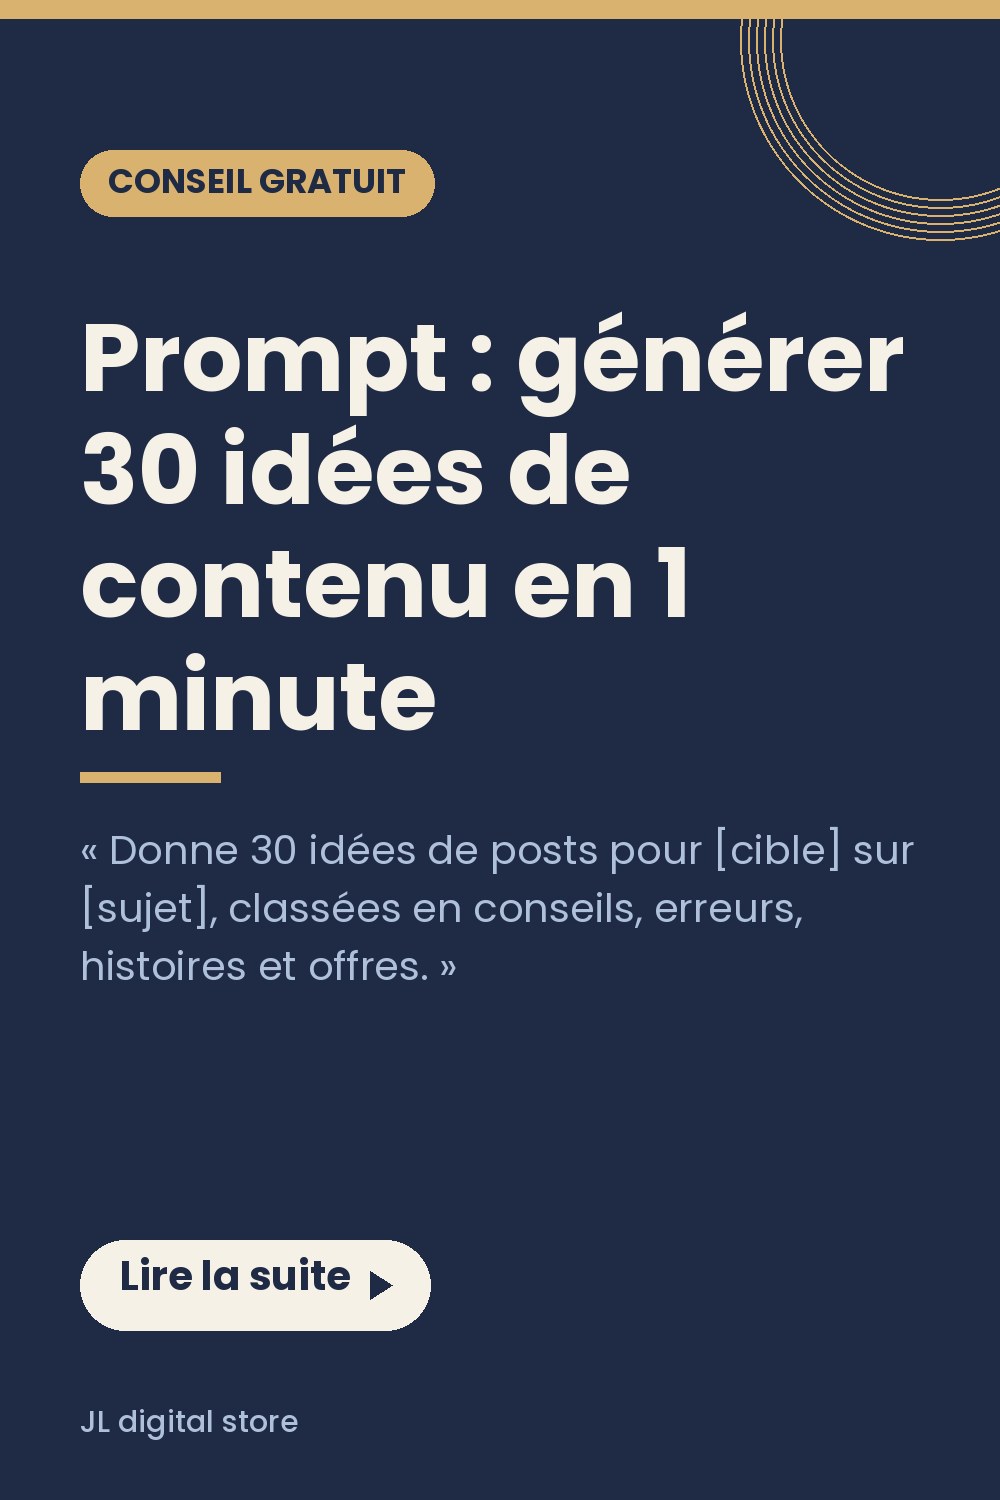 CONSEIL GRATUIT
Prompt : générer
30 idées de
contenu en 1
minute
« Donne 30 idées de posts pour [cible] sur
[sujet], classées en conseils, erreurs,
histoires et offres. »
Lire la suite
JL digital store